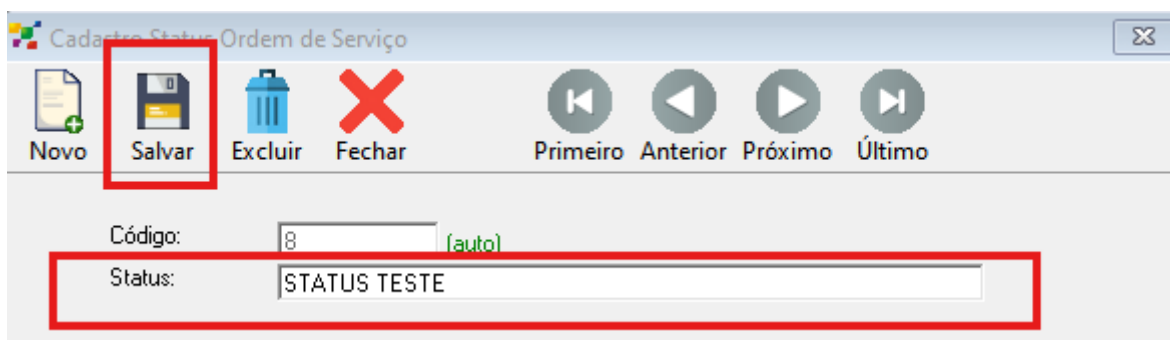 Cadastro Status Ordem de Serviço
Novo Salvar Excluir Fechar Primeiro Anterior Próximo Último
Código: 8 (auto)
Status: STATUS TESTE